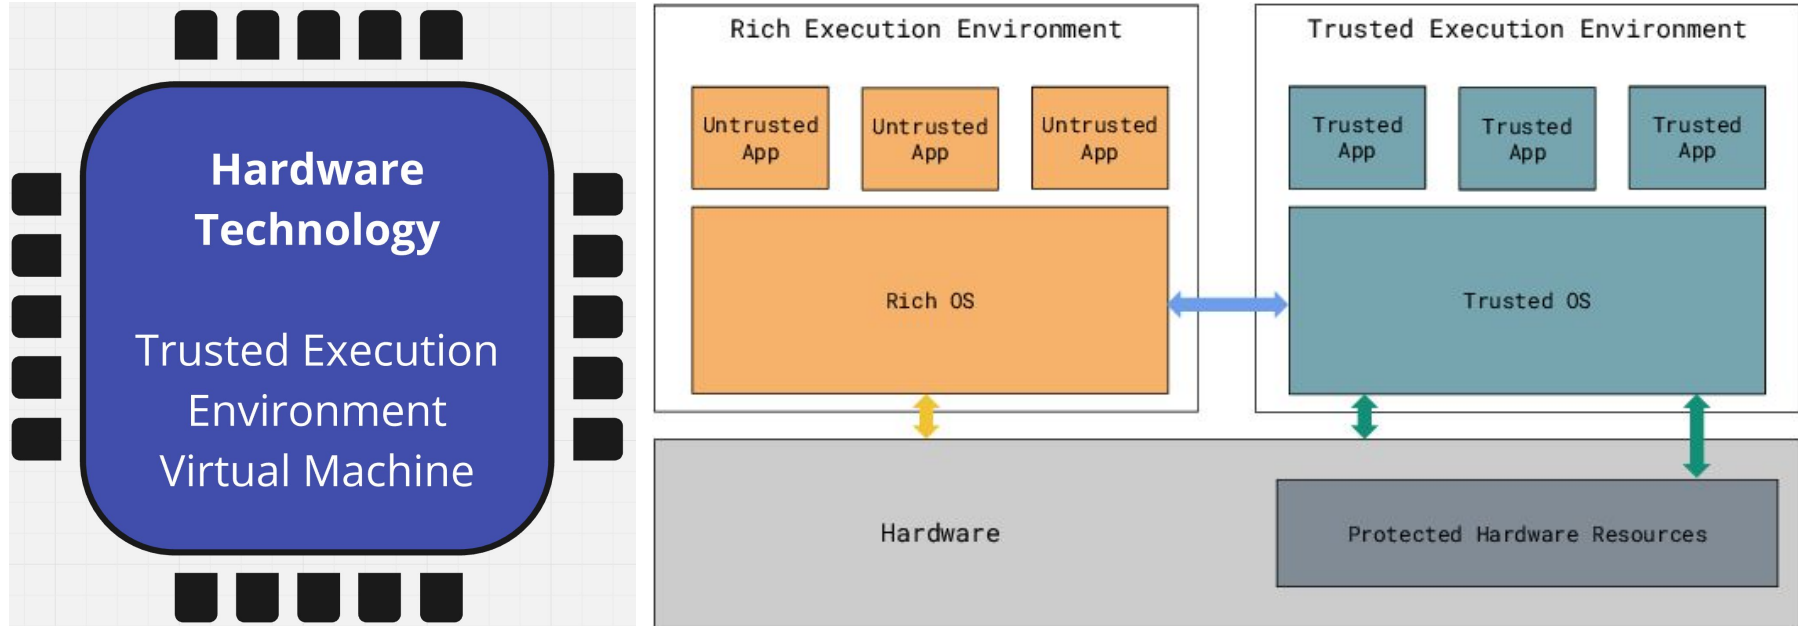 Hardware
Technology
Trusted Execution
Environment
Virtual Machine
Rich Execution Environment
Untrusted
App
Untrusted
App
Untrusted
App
Rich OS
Trusted Execution Environment
Trusted
App
Trusted
App
Trusted
App
Trusted OS
Hardware
Protected Hardware Resources